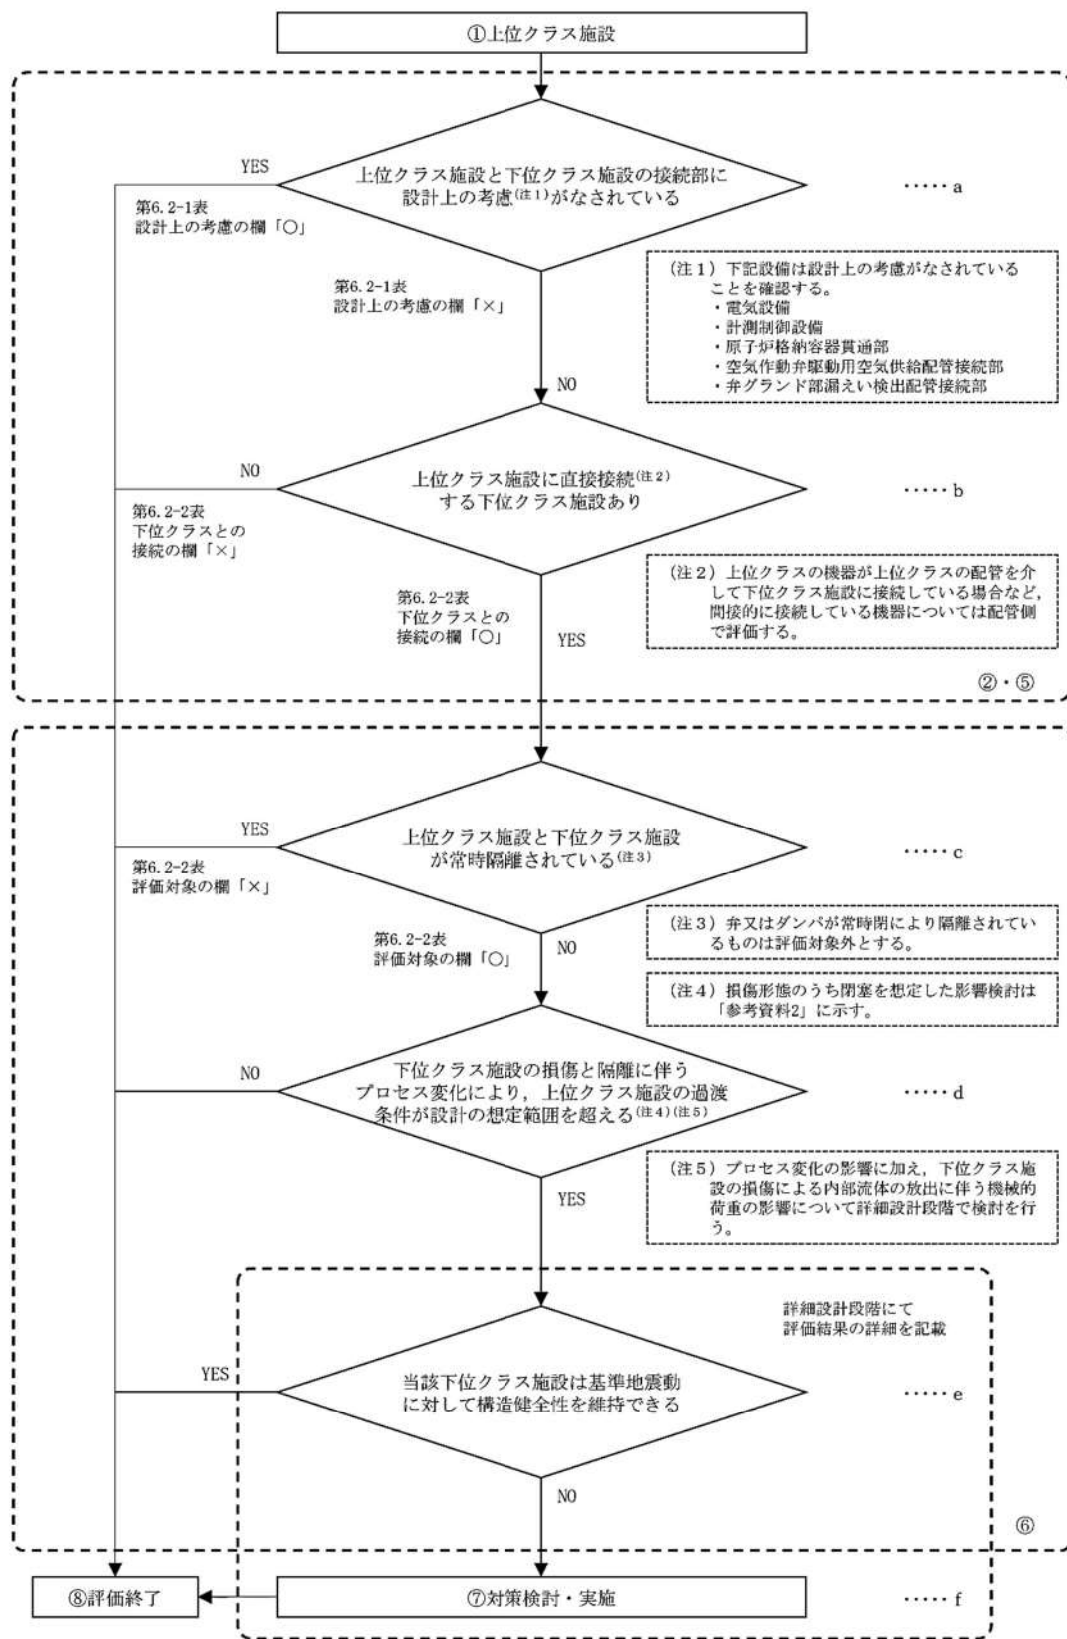 ①上位クラス施設
YES
上位クラス施設と下位クラス施設の接続部に
設計上の考慮(注1)がなされている
‥‥‥a
第6.2-1表
設計上の考慮の欄「○」
第6.2-1表
設計上の考慮の欄「×」
NO
(注1)下記設備は設計上の考慮がなされている
ことを確認する。
・電気設備
・計測制御設備
・原子炉格納容器貫通部
・空気作動弁駆動用空気供給配管接続部
・弁グランド部漏えい検出配管接続部
NO
上位クラス施設に直接接続(注2)
する下位クラス施設あり
‥‥‥b
第6.2-2表
下位クラスとの
接続の欄「×」
第6.2-2表
下位クラスとの
接続の欄「○」
YES
(注2)上位クラスの機器が上位クラスの配管を介
して下位クラス施設に接続している場合など,
間接的に接続している機器については配管側
で評価する。
②・⑤
YES
上位クラス施設と下位クラス施設
が常時隔離されている(注3)
‥‥‥c
第6.2-2表
評価対象の欄「×」
第6.2-2表
評価対象の欄「○」
NO
(注3)弁又はダンパが常時閉により隔離されてい
るものは評価対象外とする。
(注4)損傷形態のうち閉塞を想定した影響検討は
「参考資料2」に示す。
NO
下位クラス施設の損傷と隔離に伴う
プロセス変化により,上位クラス施設の過渡
条件が設計の想定範囲を超える(注4)(注5)
‥‥‥d
YES
(注5)プロセス変化の影響に加え,下位クラス施
設の損傷による内部流体の放出に伴う機械的
荷重の影響について詳細設計段階で検討を行
う。
詳細設計段階にて
評価結果の詳細を記載
YES
当該下位クラス施設は基準地震動
に対して構造健全性を維持できる
‥‥‥e
NO
⑥
⑧評価終了
⑦対策検討・実施
‥‥‥f